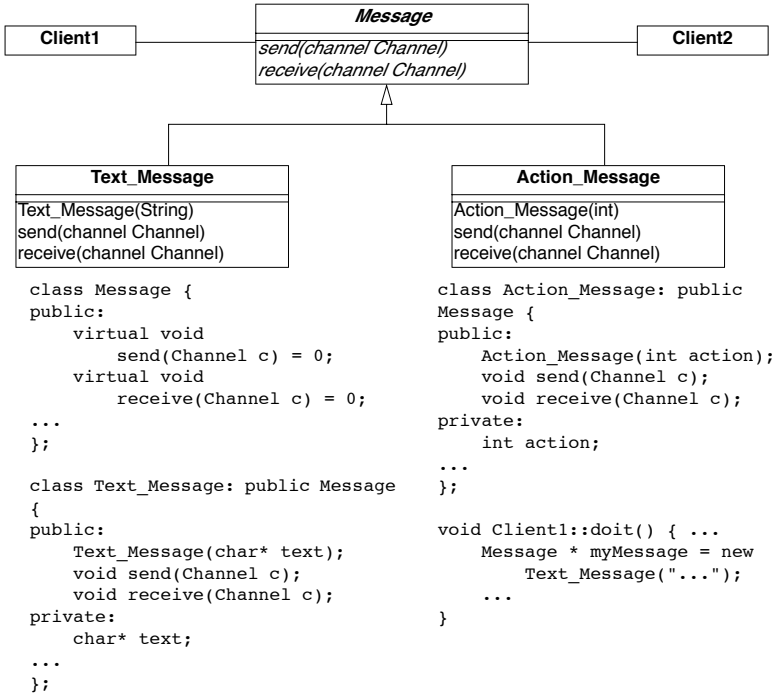 Message
Client1
Client2
send(channel Channel)
receive(channel Channel)
Text_Message
Text_Message(String)
send(channel Channel)
receive(channel Channel)
Action_Message
Action_Message(int)
send(channel Channel)
receive(channel Channel)
class Message {
public:
    virtual void
        send(Channel c) = 0;
    virtual void
        receive(Channel c) = 0;
...
};
class Text_Message: public Message
{
public:
    Text_Message(char* text);
    void send(Channel c);
    void receive(Channel c);
private:
    char* text;
...
};
class Action_Message: public
Message {
public:
    Action_Message(int action);
    void send(Channel c);
    void receive(Channel c);
private:
    int action;
...
};
void Client1::doit() { ...
    Message * myMessage = new
        Text_Message("...");
    ...
}